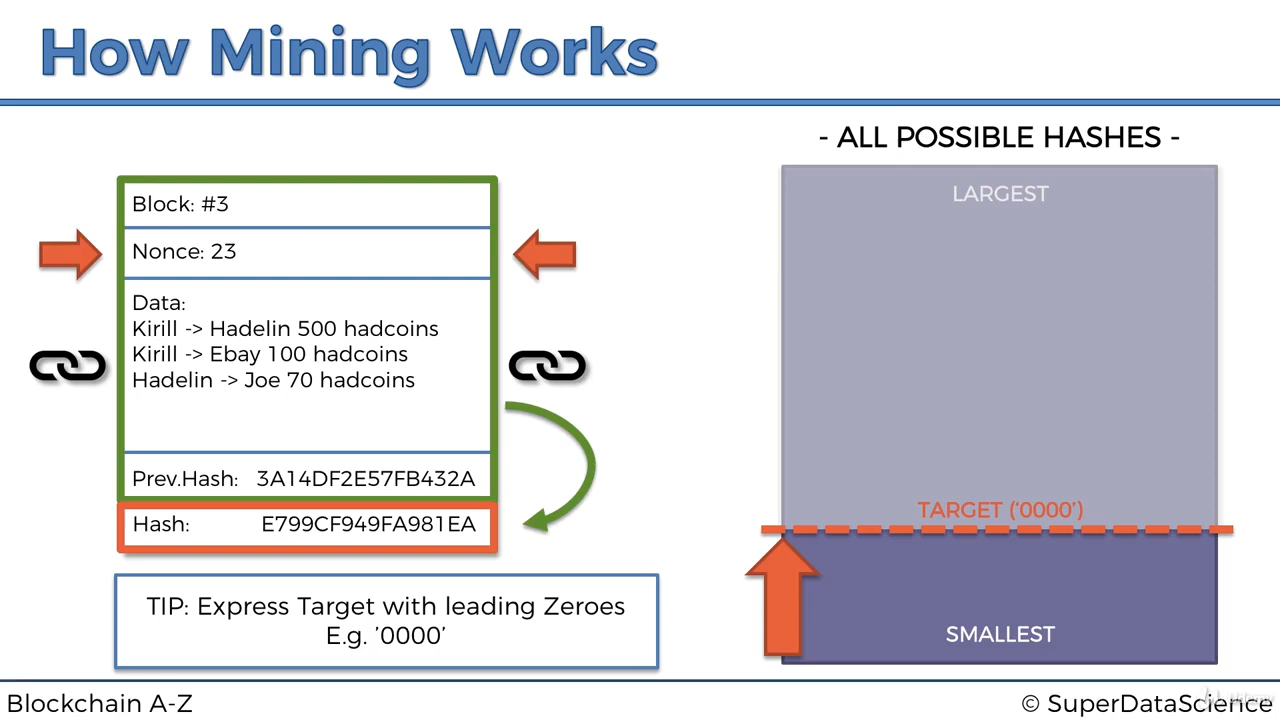 How Mining Works
- ALL POSSIBLE HASHES -
LARGEST
Block: #3
Nonce: 23
Data:
Kirill -> Hadelin 500 hadcoins
Kirill -> Ebay 100 hadcoins
Hadelin -> Joe 70 hadcoins
Prev.Hash: 3A14DF2E57FB432A
Hash: E799CF949FA981EA
TARGET ('0000')
SMALLEST
TIP: Express Target with leading Zeroes
E.g. '0000'
Blockchain A-Z
© SuperDataScience